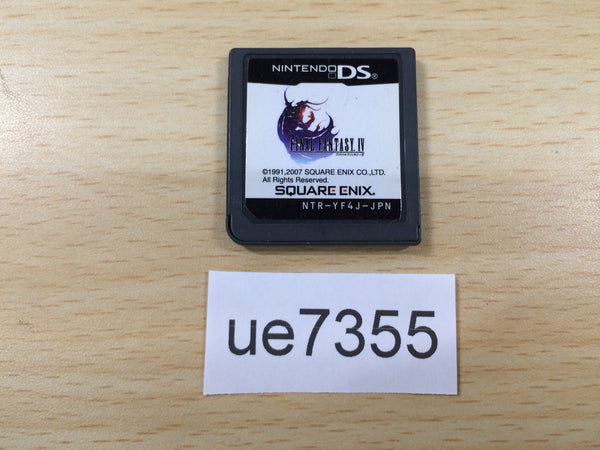 NINTENDO DS®
FINAL FANTASY IV
©1991,2007 SQUARE ENIX CO.,LTD.
All Rights Reserved.
SQUARE ENIX.
NTR-YF4J-JPN
ue7355